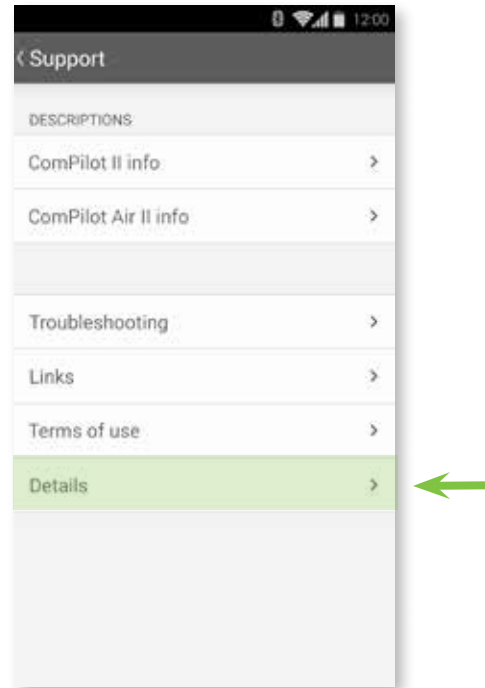 12:00
Support
DESCRIPTIONS
ComPilot II info
ComPilot Air II info
Troubleshooting
Links
Terms of use
Details